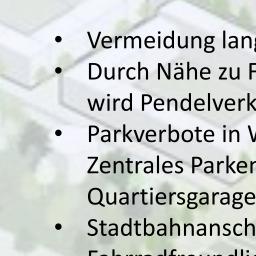 • Vermeidung lang
• Durch Nähe zu F
wird Pendelverk
• Parkverbote in W
Zentrales Parken
Quartiersgarage
• Stadtbahnansch
Fahrradfreundli